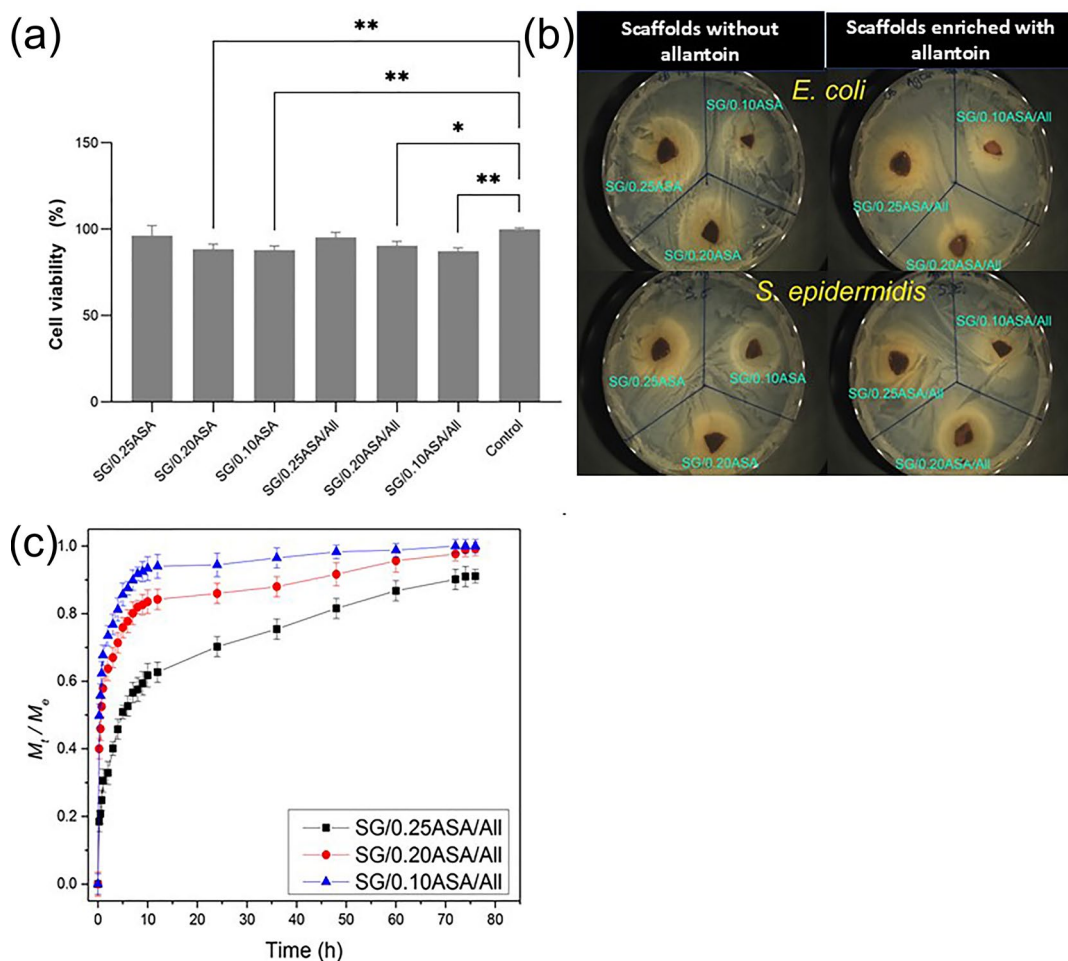 (a)
**
**
*
**
Cell viability (%)
150
100
50
0
SG/0.25ASA
SG/0.20ASA
SG/0.10ASA
SG/0.25ASA/All
SG/0.20ASA/All
SG/0.10ASA/All
Control
(b)
Scaffolds without
allantoin
Scaffolds enriched with
allantoin
E. coli
SG/0.10ASA
SG/0.25ASA
SG/0.20ASA
SG/0.10ASA/All
SG/0.25ASA/All
SG/0.20ASA/All
S. epidermidis
SG/0.25ASA
SG/0.10ASA
SG/0.20ASA
SG/0.10ASA/All
SG/0.25ASA/All
SG/0.20ASA/All
(c)
Mt / Me
1.0
0.8
0.6
0.4
0.2
0.0
SG/0.25ASA/All
SG/0.20ASA/All
SG/0.10ASA/All
0 10 20 30 40 50 60 70 80
Time (h)